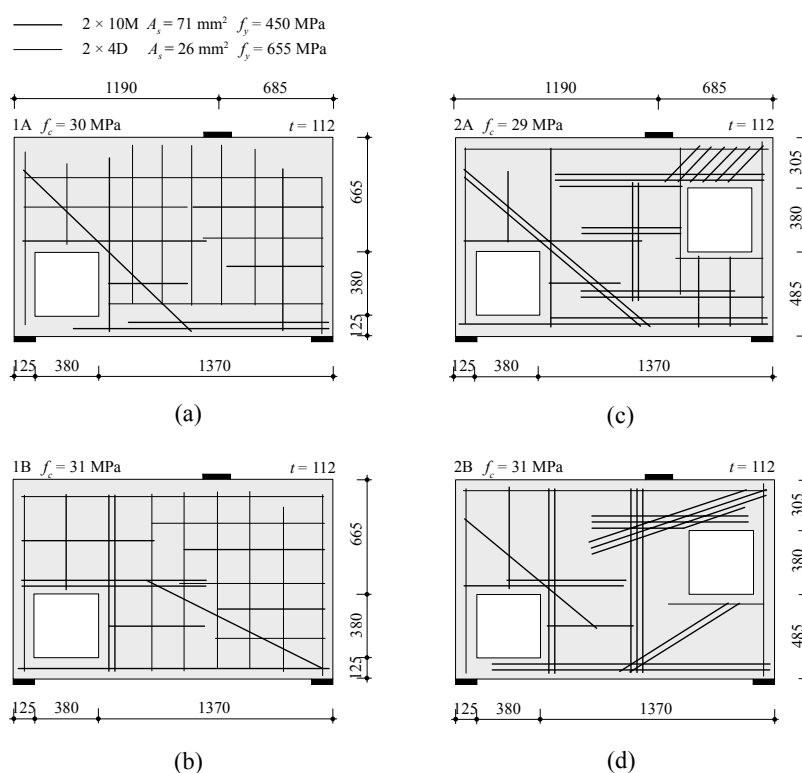 2 × 10M A_s = 71 mm² f_y = 450 MPa
2 × 4D A_s = 26 mm² f_y = 655 MPa
1190 685
1A f_c = 30 MPa t = 112
665
380
125
125 380 1370
(a)
1190 685
2A f_c = 29 MPa t = 112
305
380
485
125 380 1370
(c)
1B f_c = 31 MPa t = 112
665
380
125
125 380 1370
(b)
2B f_c = 31 MPa t = 112
305
380
485
125 380 1370
(d)